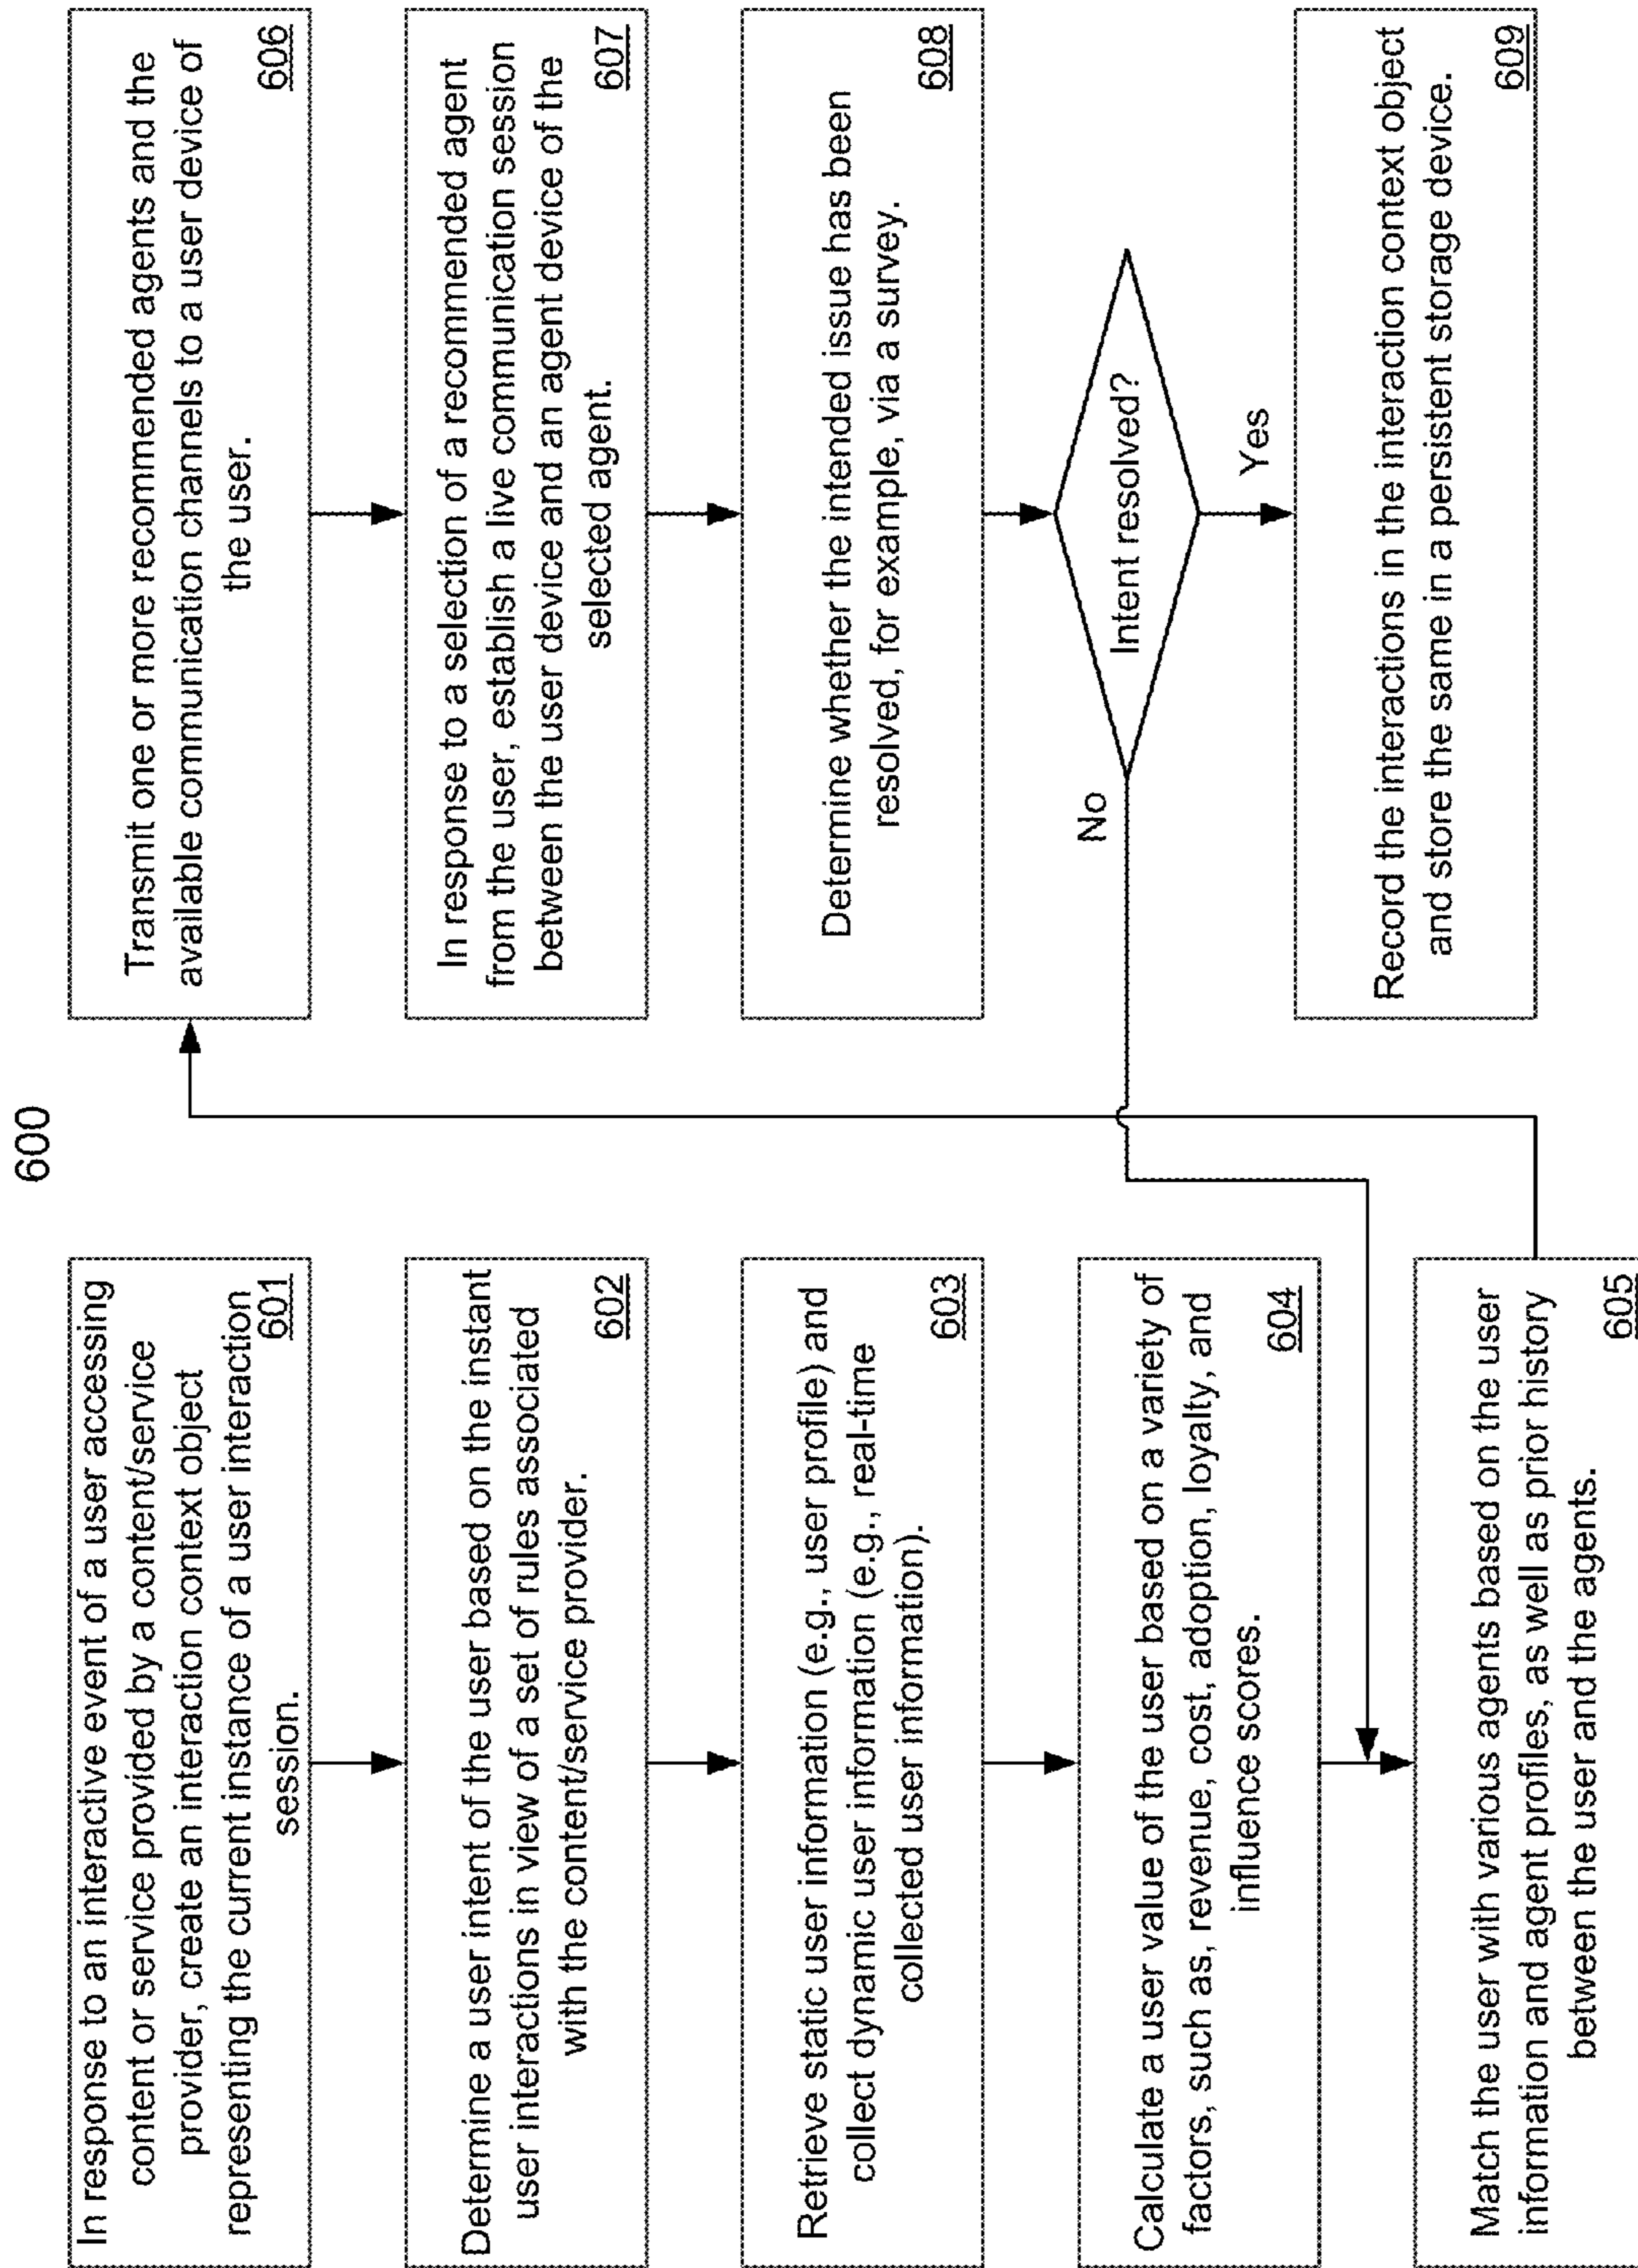 600
In response to an interactive event of a user accessing
content or service provided by a content/service
provider, create an interaction context object
representing the current instance of a user interaction
session.
601
Determine a user intent of the user based on the instant
user interactions in view of a set of rules associated
with the content/service provider.
602
Retrieve static user information (e.g., user profile) and
collect dynamic user information (e.g., real-time
collected user information).
603
Calculate a user value of the user based on a variety of
factors, such as, revenue, cost, adoption, loyalty, and
influence scores.
604
Match the user with various agents based on the user
information and agent profiles, as well as prior history
between the user and the agents.
605
Transmit one or more recommended agents and the
available communication channels to a user device of
the user.
606
In response to a selection of a recommended agent
from the user, establish a live communication session
between the user device and an agent device of the
selected agent.
607
Determine whether the intended issue has been
resolved, for example, via a survey.
608
Intent resolved?
No
Yes
Record the interactions in the interaction context object
and store the same in a persistent storage device.
609